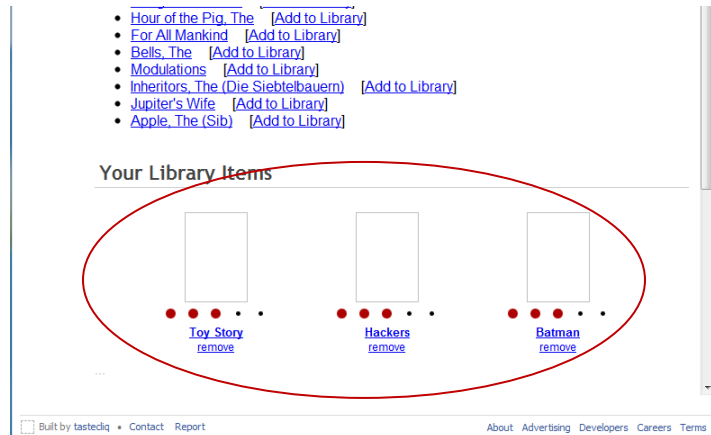 Hour of the Pig, The [Add to Library]
For All Mankind [Add to Library]
Bells, The [Add to Library]
Modulations [Add to Library]
Inheritors, The (Die Siebtelbauern) [Add to Library]
Jupiter's Wife [Add to Library]
Apple, The (Sib) [Add to Library]
Your Library Items
Toy Story Hackers Batman
remove remove remove
...
Built by tastediq • Contact Report About Advertising Developers Careers Terms